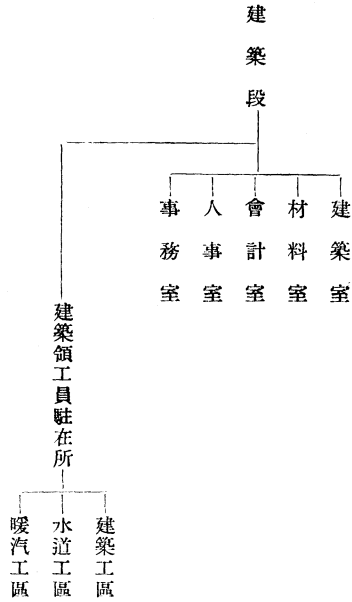 建築段
建築室
材料室
會計室
人事室
事務室
建築領工員駐在所
建築工區
水道工區
暖汽工區